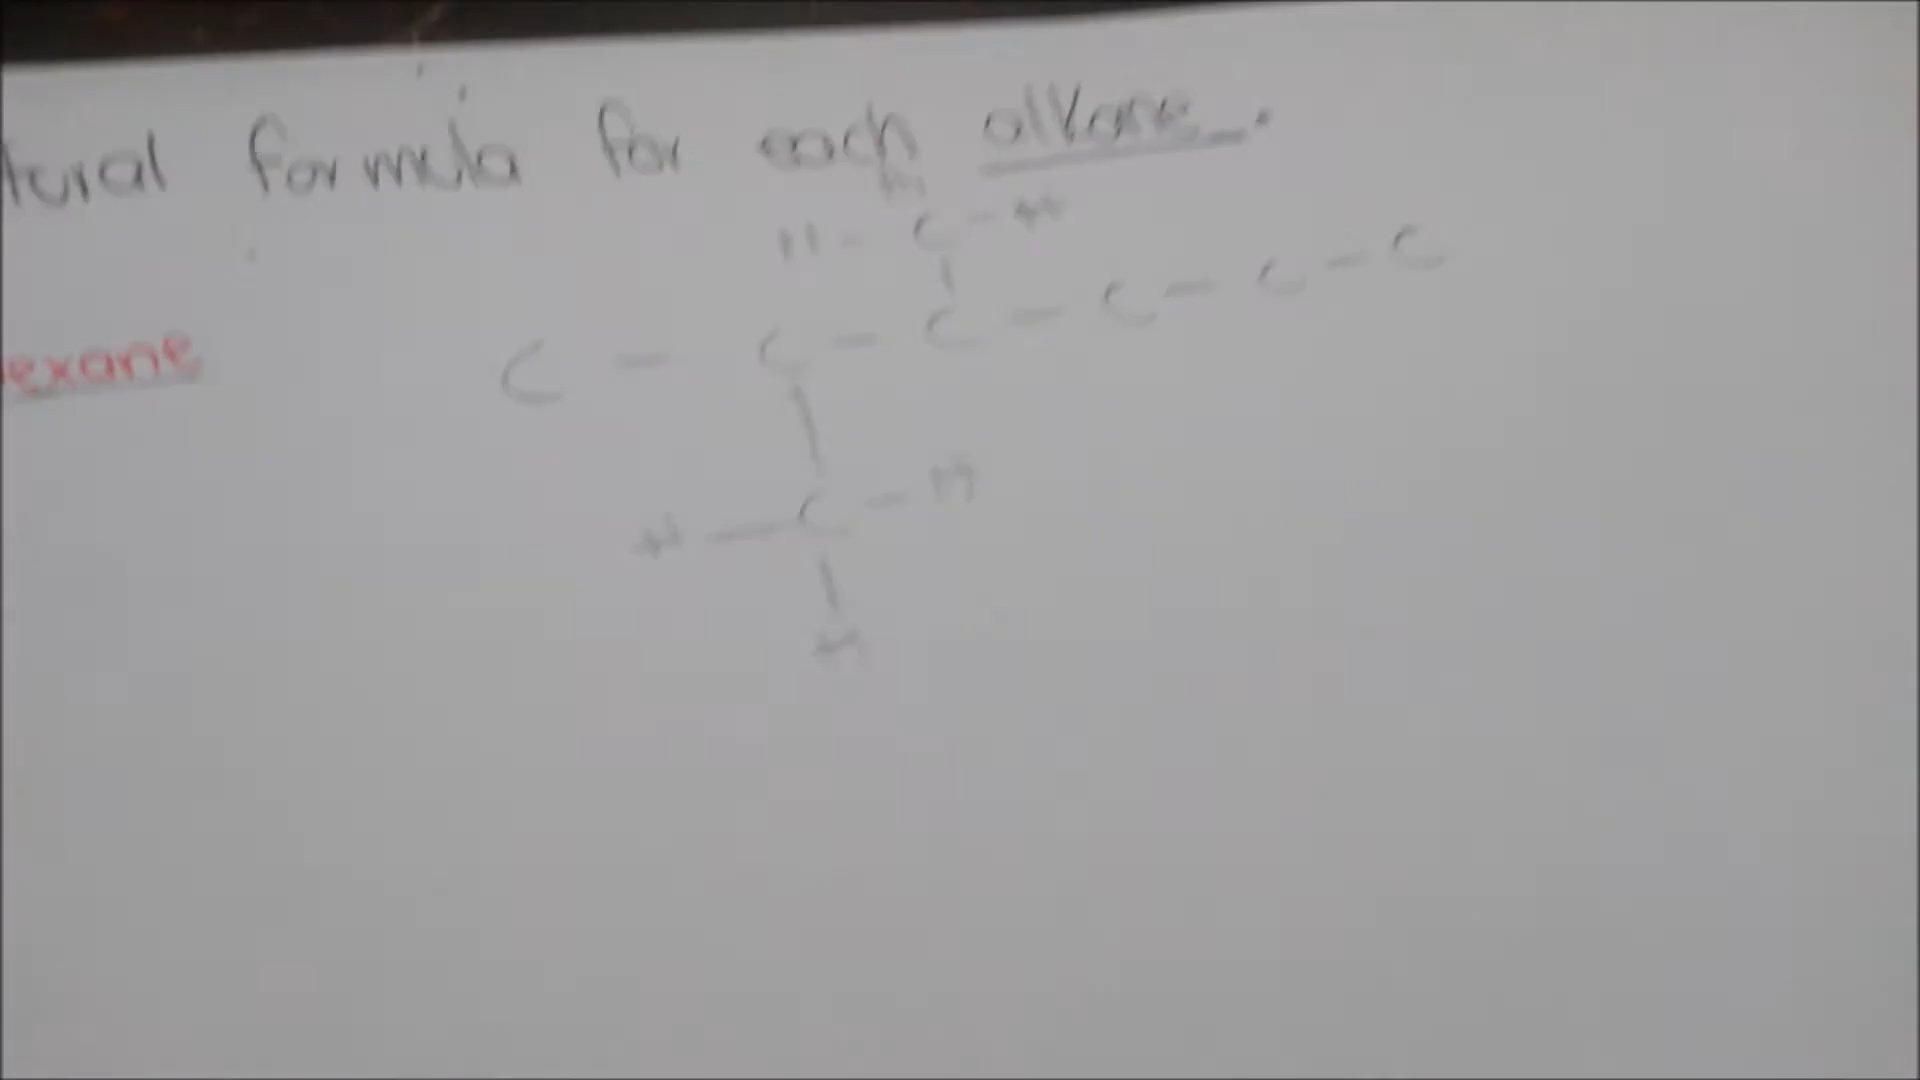 tural formula for each alkane.
H
H - C - H
exane
C - C - C - C - C - C
H - C - H
H